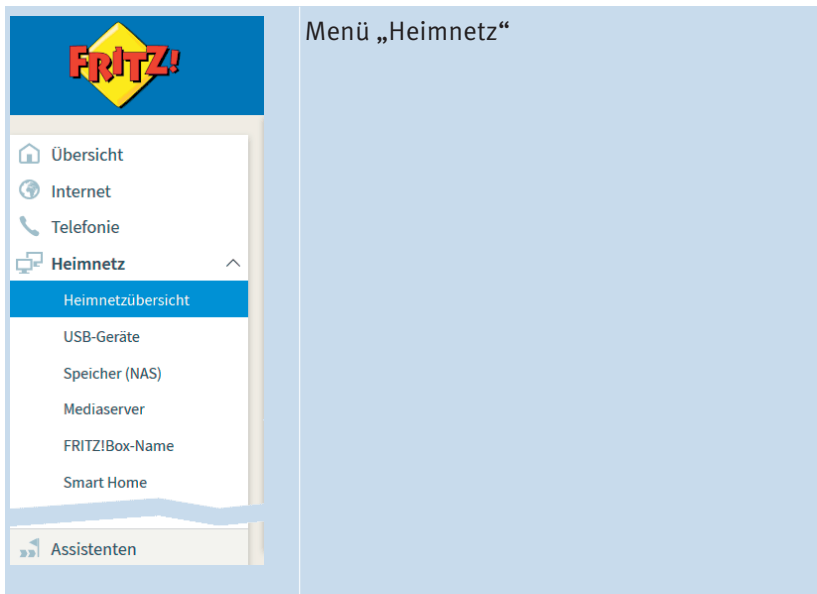 FRITZ!
Menü „Heimnetz“
Übersicht
Internet
Telefonie
Heimnetz
Heimnetzübersicht
USB-Geräte
Speicher (NAS)
Mediaserver
FRITZ!Box-Name
Smart Home
Assistenten